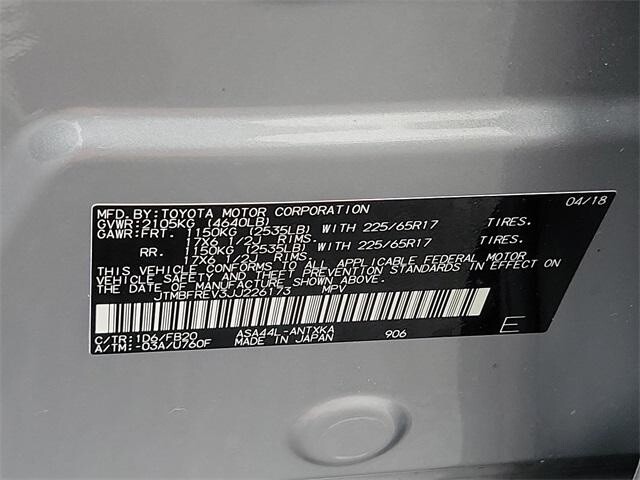 MFD. BY: TOYOTA MOTOR CORPORATION 04/18
GVWR: 2105KG (4640LB)
GAWR: FRT. 1150KG (2535LB) WITH 225/65R17 TIRES.
17X6 1/2J RIMS.
RR. 1150KG (2535LB) WITH 225/65R17 TIRES.
17X6 1/2J RIMS.
THIS VEHICLE CONFORMS TO ALL APPLICABLE FEDERAL MOTOR
VEHICLE SAFETY AND THEFT PREVENTION STANDARDS IN EFFECT ON
THE DATE OF MANUFACTURE SHOWN ABOVE.
JTMBFREV3JJ226173 MPV
C/TR: 1D6/FB20 ASA44L-ANTXKA
A/TM: -03A/U760F MADE IN JAPAN 906 E